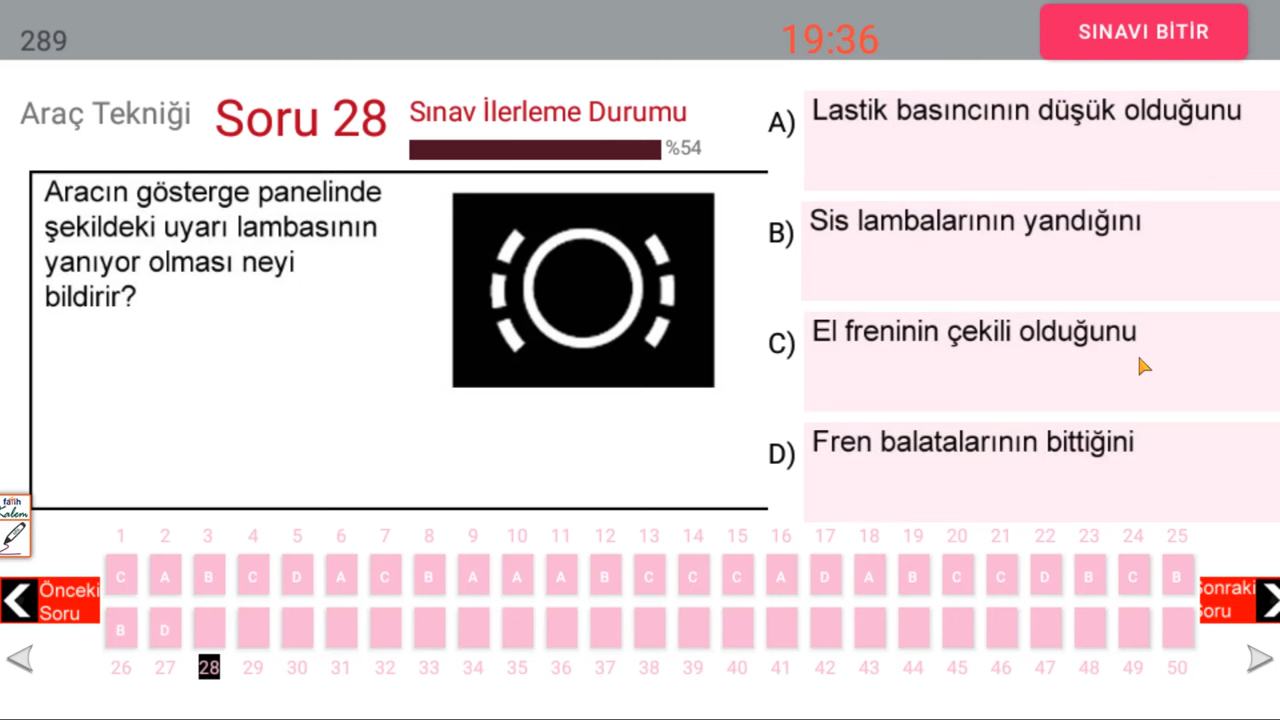 289
19:36
SINAVI BİTİR
Araç Tekniği
Soru 28
Sınav İlerleme Durumu
%54
Aracın gösterge panelinde
şekildeki uyarı lambasının
yanıyor olması neyi
bildirir?
A) Lastik basıncının düşük olduğunu
B) Sis lambalarının yandığını
C) El freninin çekili olduğunu
D) Fren balatalarının bittiğini
fatih
Kalem
1 2 3 4 5 6 7 8 9 10 11 12 13 14 15 16 17 18 19 20 21 22 23 24 25
C A B C D A C B A A A B C C C A D A B C C D B C B
Önceki
Soru
Sonraki
Soru
B D
26 27 28 29 30 31 32 33 34 35 36 37 38 39 40 41 42 43 44 45 46 47 48 49 50